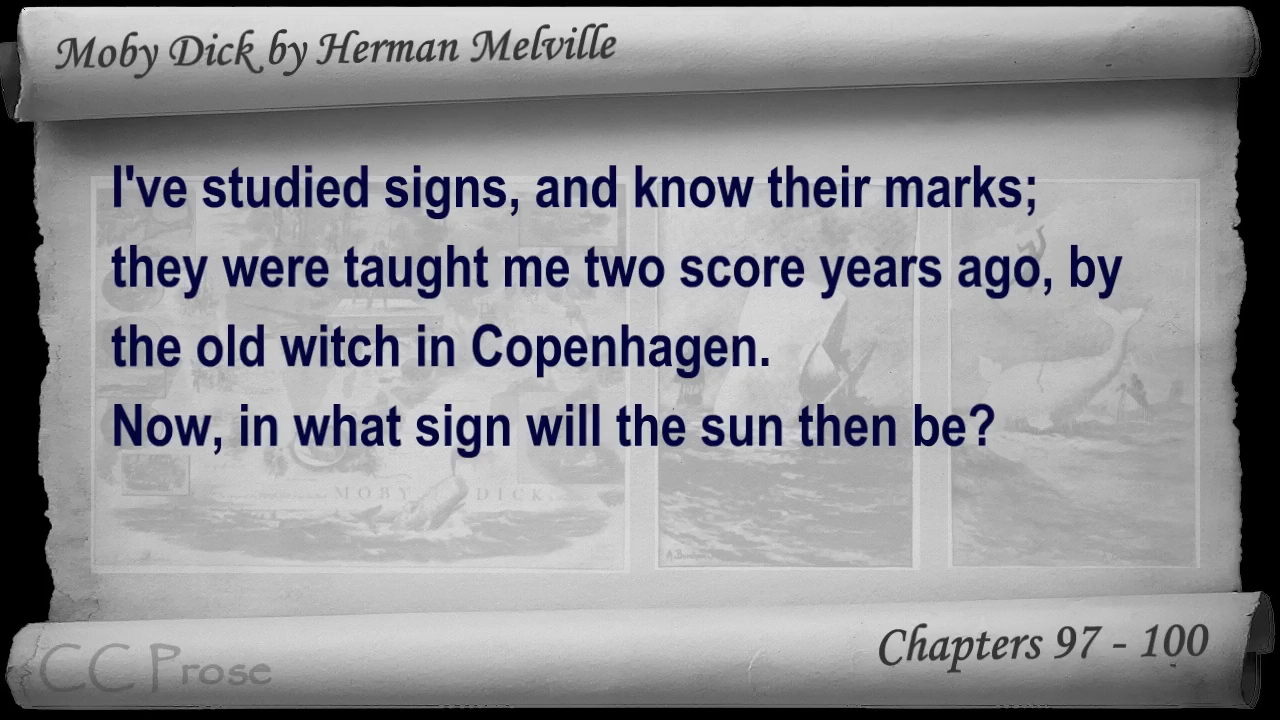 Moby Dick by Herman Melville
I've studied signs, and know their marks;
they were taught me two score years ago, by
the old witch in Copenhagen.
Now, in what sign will the sun then be?
MOBY DICK
Chapters 97 - 100
CC Prose